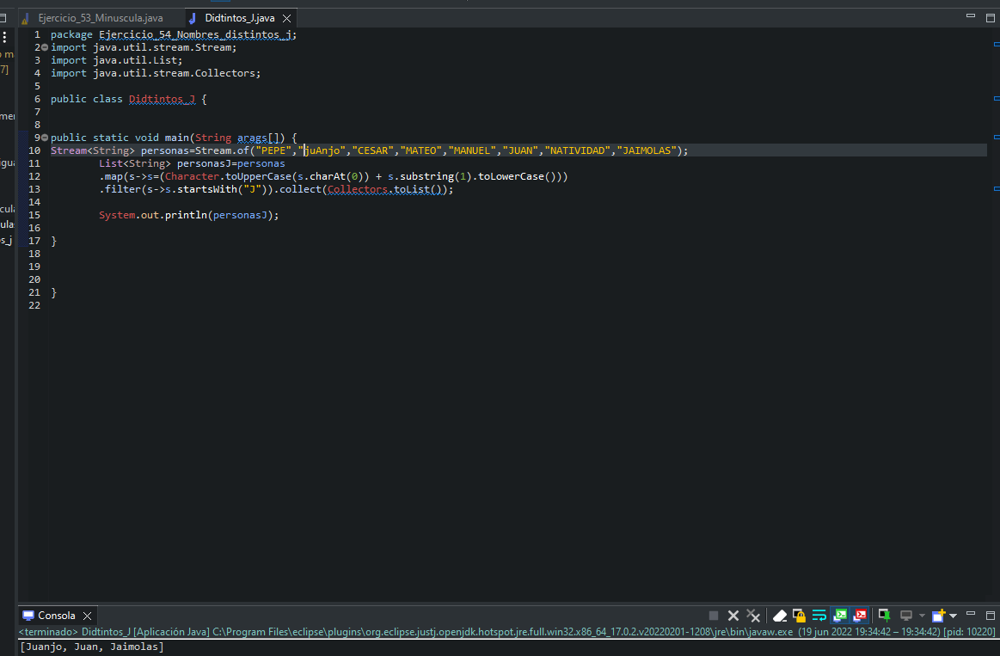 Ejercicio_53_Minuscula.java Didtintos_J.java
1 package Ejercicio_54_Nombres_distintos_j;
2 import java.util.stream.Stream;
3 import java.util.List;
4 import java.util.stream.Collectors;
5
6 public class Didtintos_J {
7
8
9 public static void main(String arags[]) {
10 Stream<String> personas=Stream.of("PEPE","juAnjo","CESAR","MATEO","MANUEL","JUAN","NATIVIDAD","JAIMOLAS");
11 List<String> personasJ=personas
12 .map(s->s=(Character.toUpperCase(s.charAt(0)) + s.substring(1).toLowerCase()))
13 .filter(s->s.startsWith("J")).collect(Collectors.toList());
14
15 System.out.println(personasJ);
16
17 }
18
19
20
21 }
22
Consola
<terminado> Didtintos_J [Aplicación Java] C:\Program Files\eclipse\plugins\org.eclipse.justj.openjdk.hotspot.jre.full.win32.x86_64_17.0.2.v20220201-1208\jre\bin\javaw.exe (19 jun 2022 19:34:42 – 19:34:42) [pid: 10220]
[Juanjo, Juan, Jaimolas]